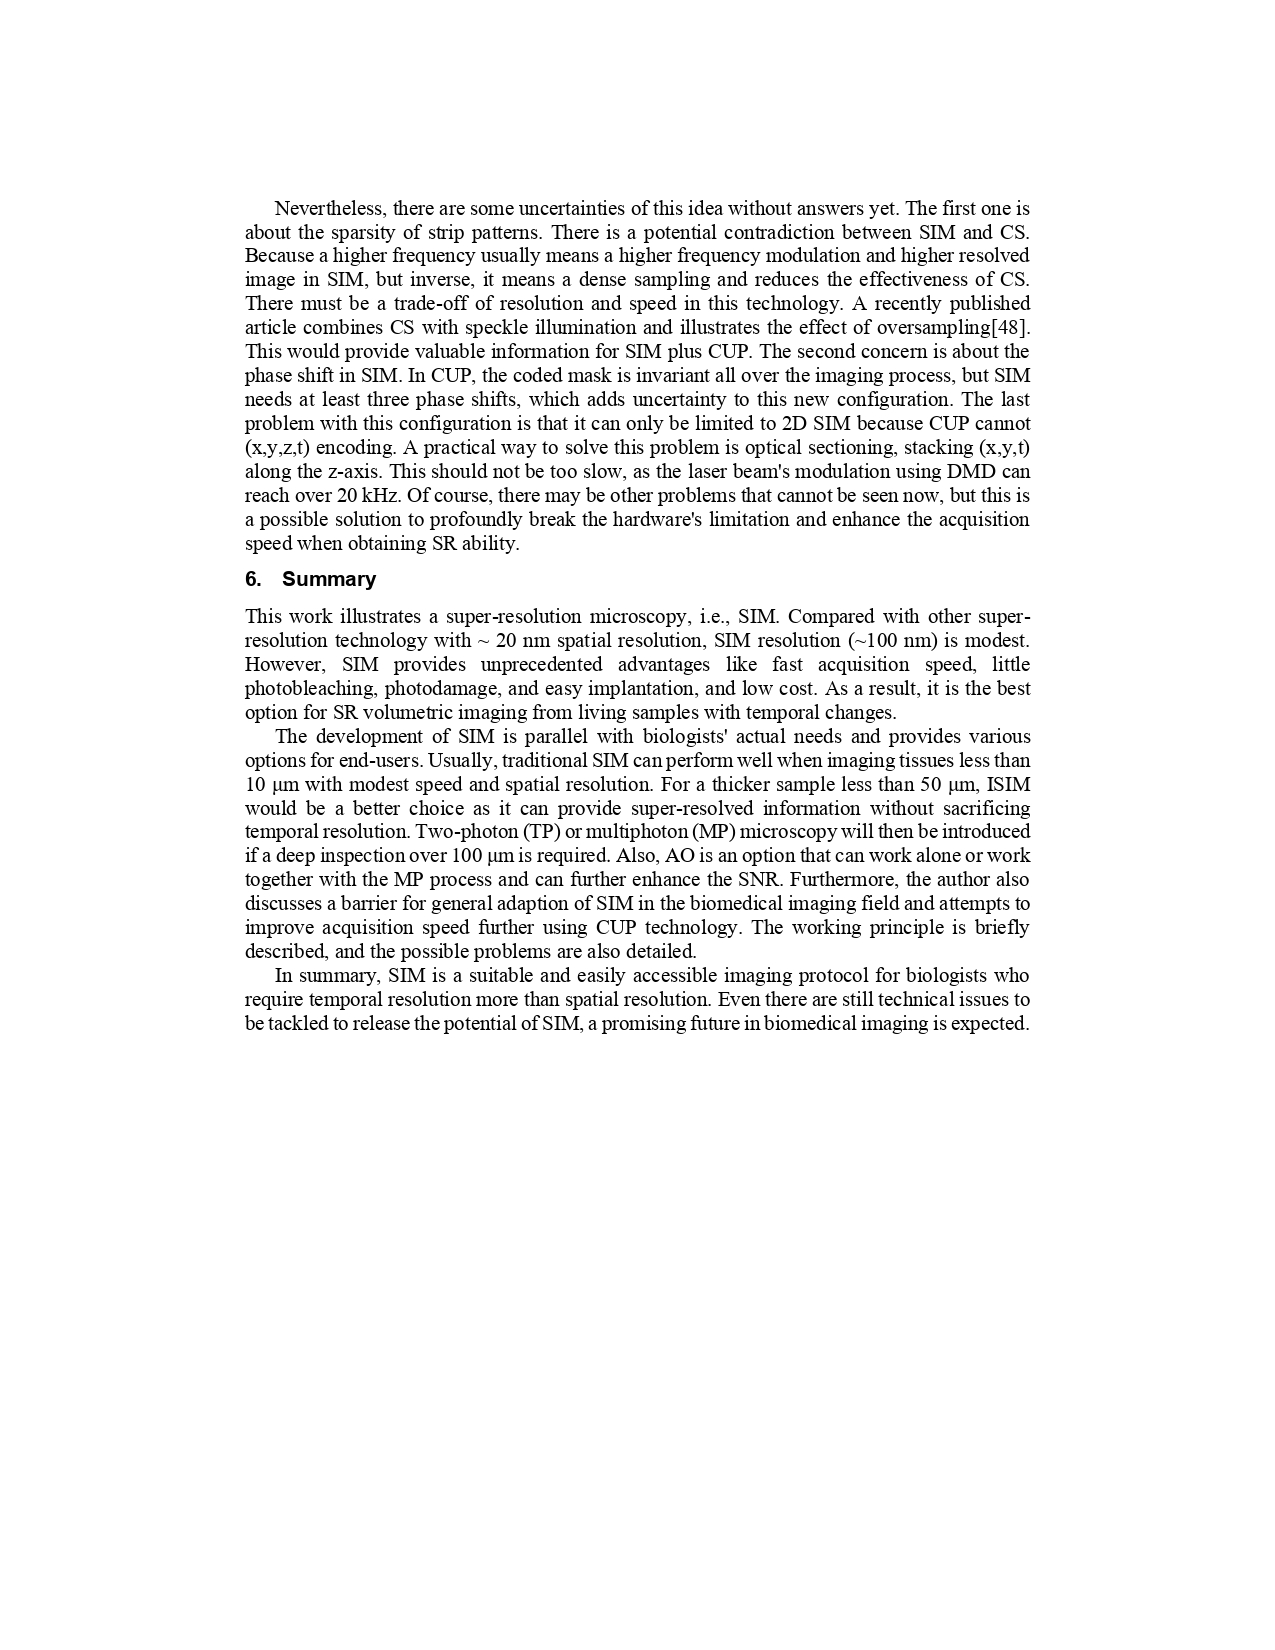 Nevertheless, there are some uncertainties of this idea without answers yet. The first one is
about the sparsity of strip patterns. There is a potential contradiction between SIM and CS.
Because a higher frequency usually means a higher frequency modulation and higher resolved
image in SIM, but inverse, it means a dense sampling and reduces the effectiveness of CS.
There must be a trade-off of resolution and speed in this technology. A recently published
article combines CS with speckle illumination and illustrates the effect of oversampling[48].
This would provide valuable information for SIM plus CUP. The second concern is about the
phase shift in SIM. In CUP, the coded mask is invariant all over the imaging process, but SIM
needs at least three phase shifts, which adds uncertainty to this new configuration. The last
problem with this configuration is that it can only be limited to 2D SIM because CUP cannot
(x,y,z,t) encoding. A practical way to solve this problem is optical sectioning, stacking (x,y,t)
along the z-axis. This should not be too slow, as the laser beam's modulation using DMD can
reach over 20 kHz. Of course, there may be other problems that cannot be seen now, but this is
a possible solution to profoundly break the hardware's limitation and enhance the acquisition
speed when obtaining SR ability.
6. Summary
This work illustrates a super-resolution microscopy, i.e., SIM. Compared with other super-
resolution technology with ~ 20 nm spatial resolution, SIM resolution (~100 nm) is modest.
However, SIM provides unprecedented advantages like fast acquisition speed, little
photobleaching, photodamage, and easy implantation, and low cost. As a result, it is the best
option for SR volumetric imaging from living samples with temporal changes.
The development of SIM is parallel with biologists' actual needs and provides various
options for end-users. Usually, traditional SIM can perform well when imaging tissues less than
10 μm with modest speed and spatial resolution. For a thicker sample less than 50 μm, ISIM
would be a better choice as it can provide super-resolved information without sacrificing
temporal resolution. Two-photon (TP) or multiphoton (MP) microscopy will then be introduced
if a deep inspection over 100 μm is required. Also, AO is an option that can work alone or work
together with the MP process and can further enhance the SNR. Furthermore, the author also
discusses a barrier for general adaption of SIM in the biomedical imaging field and attempts to
improve acquisition speed further using CUP technology. The working principle is briefly
described, and the possible problems are also detailed.
In summary, SIM is a suitable and easily accessible imaging protocol for biologists who
require temporal resolution more than spatial resolution. Even there are still technical issues to
be tackled to release the potential of SIM, a promising future in biomedical imaging is expected.